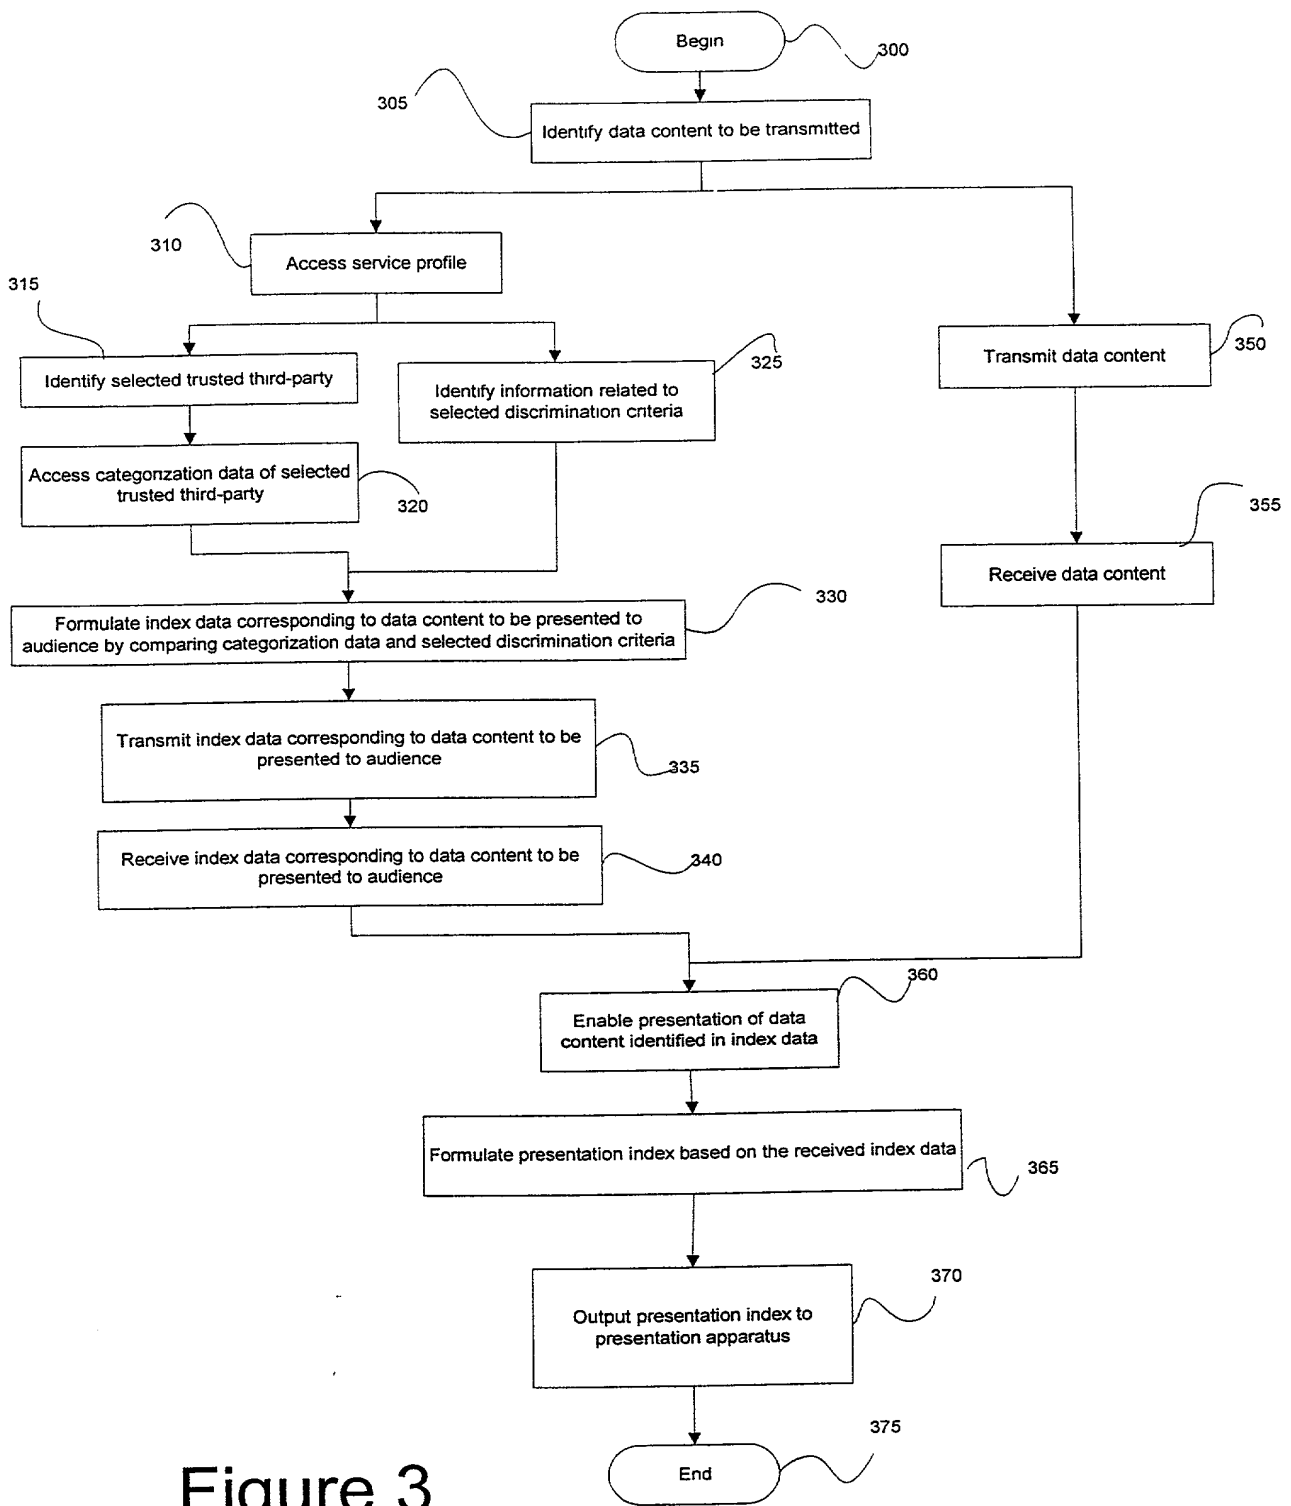 Begin
300
305
Identify data content to be transmitted
310
Access service profile
315
Identify selected trusted third-party
325
Identify information related to
selected discrimination criteria
Transmit data content
350
Access categorization data of selected
trusted third-party
320
355
Receive data content
330
Formulate index data corresponding to data content to be presented to
audience by comparing categorization data and selected discrimination criteria
Transmit index data corresponding to data content to be
presented to audience
335
Receive index data corresponding to data content to be
presented to audience
340
360
Enable presentation of data
content identified in index data
Formulate presentation index based on the received index data
365
370
Output presentation index to
presentation apparatus
375
End
Figure 3